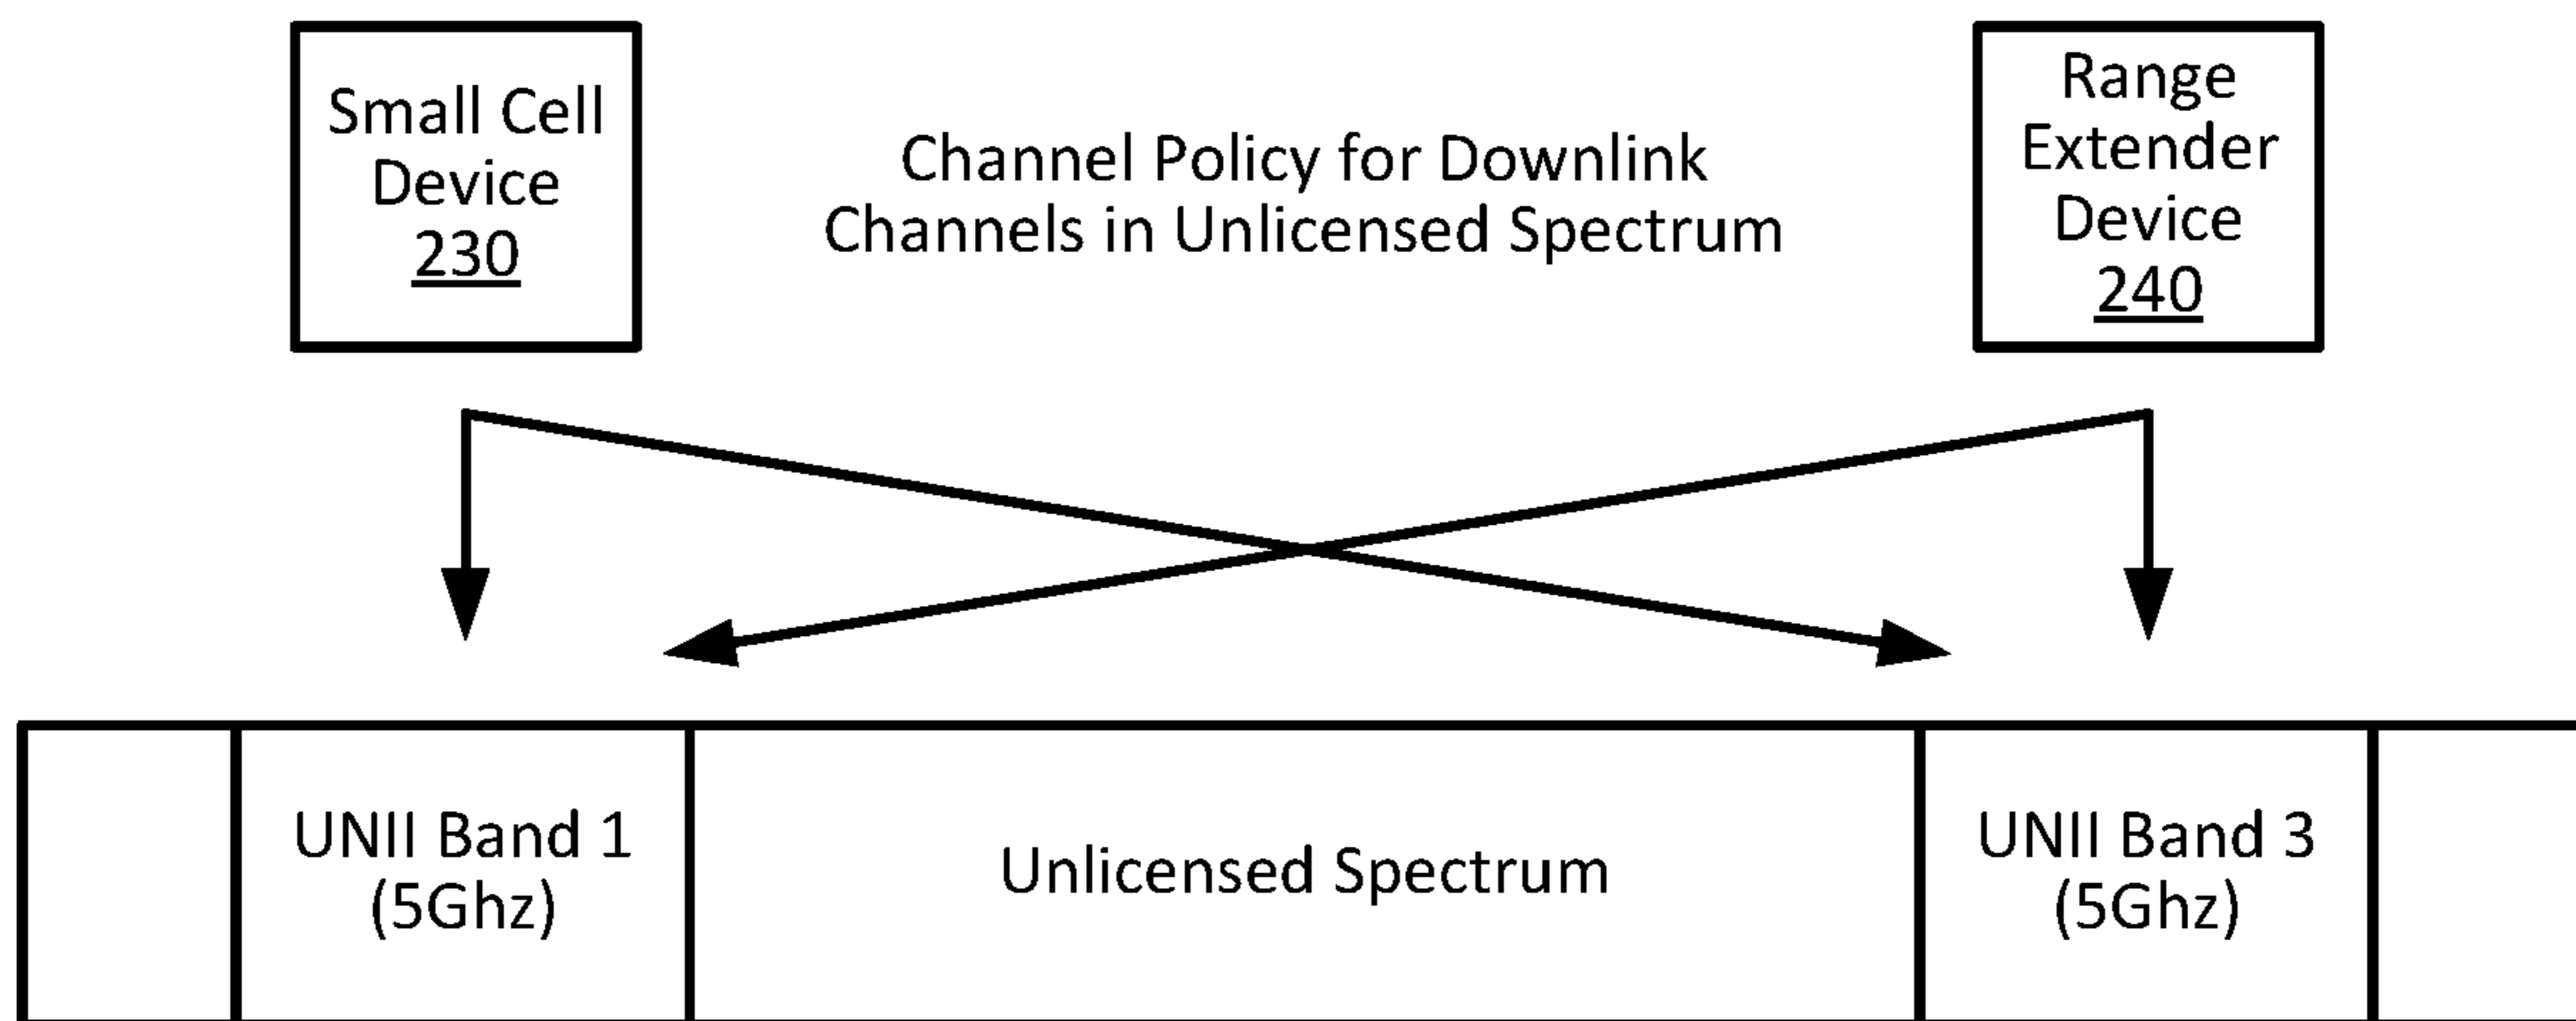 Small Cell
Device
230
Channel Policy for Downlink
Channels in Unlicensed Spectrum
Range
Extender
Device
240
UNII Band 1
(5Ghz)
Unlicensed Spectrum
UNII Band 3
(5Ghz)